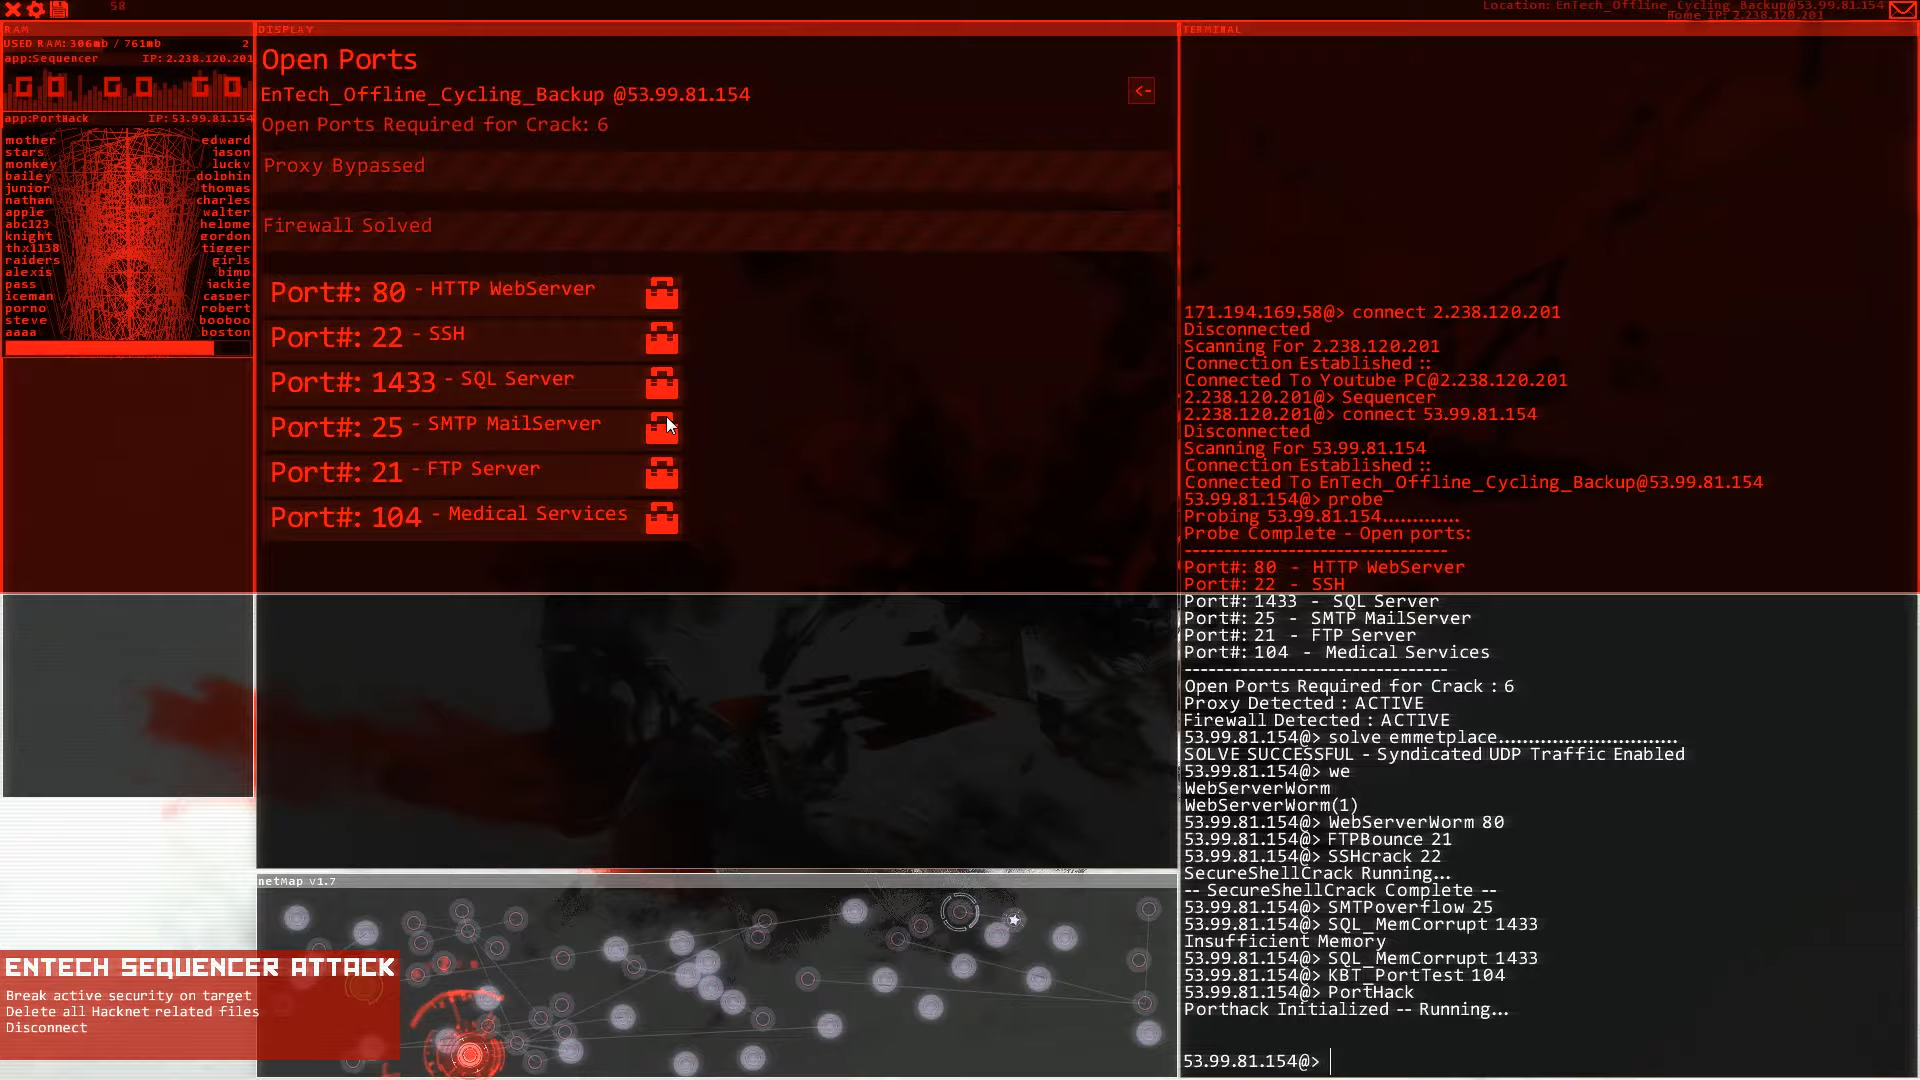 58
Location: EnTech_Offline_Cycling_Backup@53.99.81.154
Home IP: 2.238.120.201
RAM
USED RAM: 306mb / 761mb 2
app:Sequencer IP: 2.238.120.201
GO GO GO
app:PortHack IP: 53.99.81.154
mother edward
stars jason
monkey lucky
bailey dolphin
junior thomas
nathan charles
apple walter
abc123 helpme
knight gordon
thx1138 tigger
raiders girls
alexis bimp
pass jackie
iceman casper
porno robert
steve booboo
aaaa boston
DISPLAY
Open Ports
EnTech_Offline_Cycling_Backup @53.99.81.154
<-
Open Ports Required for Crack: 6
Proxy Bypassed
Firewall Solved
Port#: 80 - HTTP WebServer
Port#: 22 - SSH
Port#: 1433 - SQL Server
Port#: 25 - SMTP MailServer
Port#: 21 - FTP Server
Port#: 104 - Medical Services
netMap v1.7
ENTECH SEQUENCER ATTACK
Break active security on target
Delete all Hacknet related files
Disconnect
TERMINAL
171.194.169.58@> connect 2.238.120.201
Disconnected
Scanning For 2.238.120.201
Connection Established ::
Connected To Youtube PC@2.238.120.201
2.238.120.201@> Sequencer
2.238.120.201@> connect 53.99.81.154
Disconnected
Scanning For 53.99.81.154
Connection Established ::
Connected To EnTech_Offline_Cycling_Backup@53.99.81.154
53.99.81.154@> probe
Probing 53.99.81.154.............
Probe Complete - Open ports:
-------------------------------
Port#: 80 - HTTP WebServer
Port#: 22 - SSH
Port#: 1433 - SQL Server
Port#: 25 - SMTP MailServer
Port#: 21 - FTP Server
Port#: 104 - Medical Services
-------------------------------
Open Ports Required for Crack : 6
Proxy Detected : ACTIVE
Firewall Detected : ACTIVE
53.99.81.154@> solve emmetplace.............................
SOLVE SUCCESSFUL - Syndicated UDP Traffic Enabled
53.99.81.154@> we
WebServerWorm
WebServerWorm(1)
53.99.81.154@> WebServerWorm 80
53.99.81.154@> FTPBounce 21
53.99.81.154@> SSHcrack 22
SecureShellCrack Running...
-- SecureShellCrack Complete --
53.99.81.154@> SMTPoverflow 25
53.99.81.154@> SQL_MemCorrupt 1433
Insufficient Memory
53.99.81.154@> SQL_MemCorrupt 1433
53.99.81.154@> KBT_PortTest 104
53.99.81.154@> PortHack
Porthack Initialized -- Running...
53.99.81.154@>